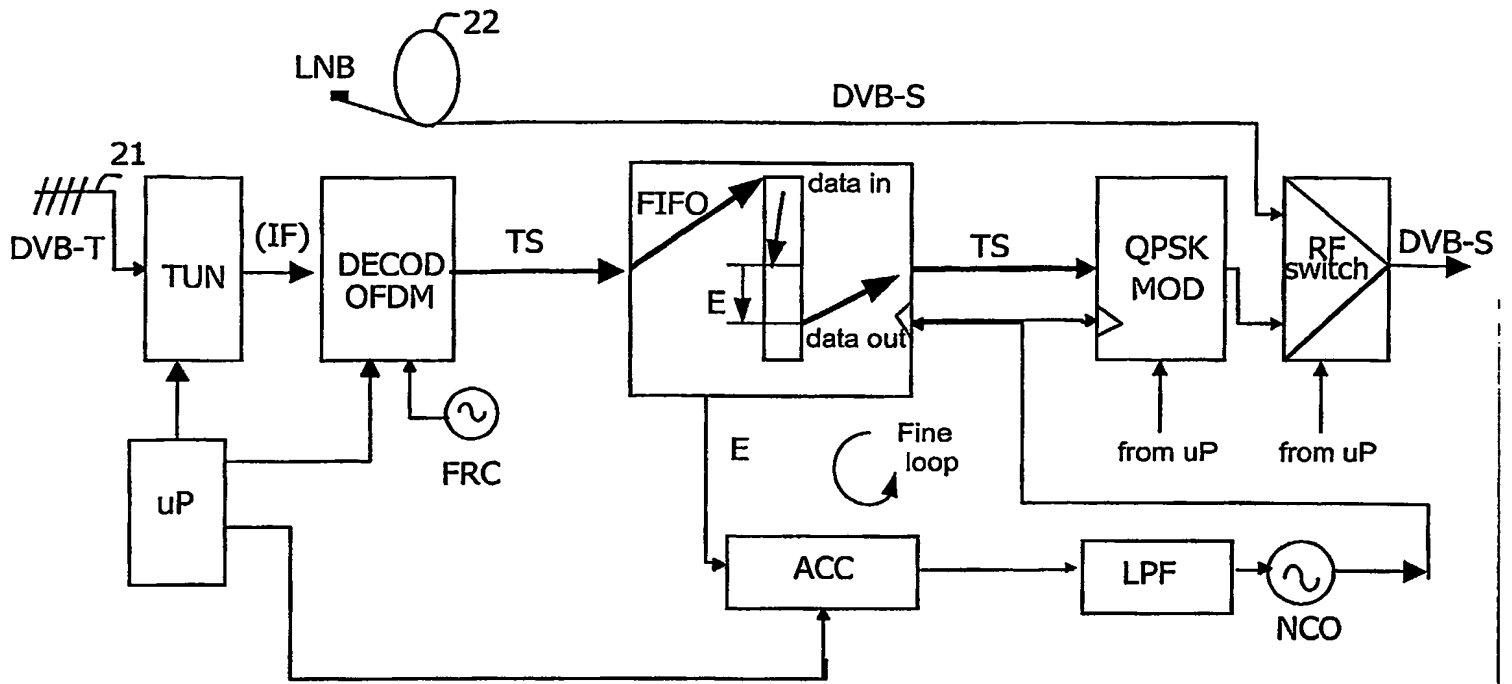 22
LNB
DVB-S
21
DVB-T
TUN
(IF)
DECOD
OFDM
TS
FIFO
data in
E
data out
TS
QPSK
MOD
RF
switch
DVB-S
uP
FRC
E
Fine
loop
from uP
from uP
ACC
LPF
NCO